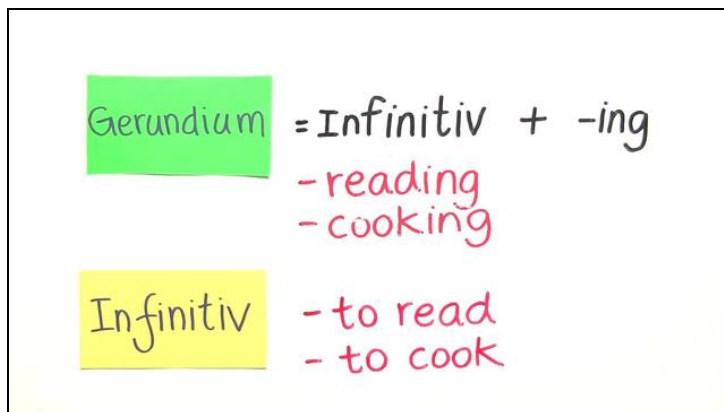 Gerundium = Infinitiv + -ing
- reading
- cooking
Infinitiv - to read
- to cook